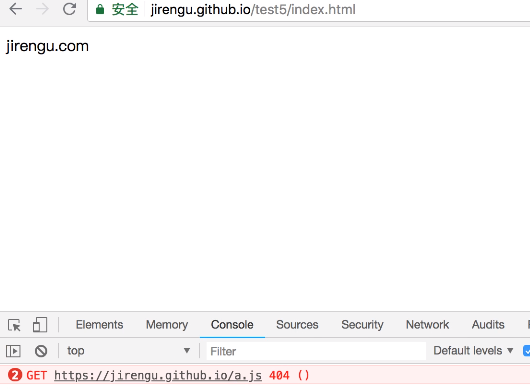 安全 jirengu.github.io/test5/index.html
jirengu.com
Elements Memory Console Sources Security Network Audits
top Filter Default levels
2 GET https://jirengu.github.io/a.js 404 ()